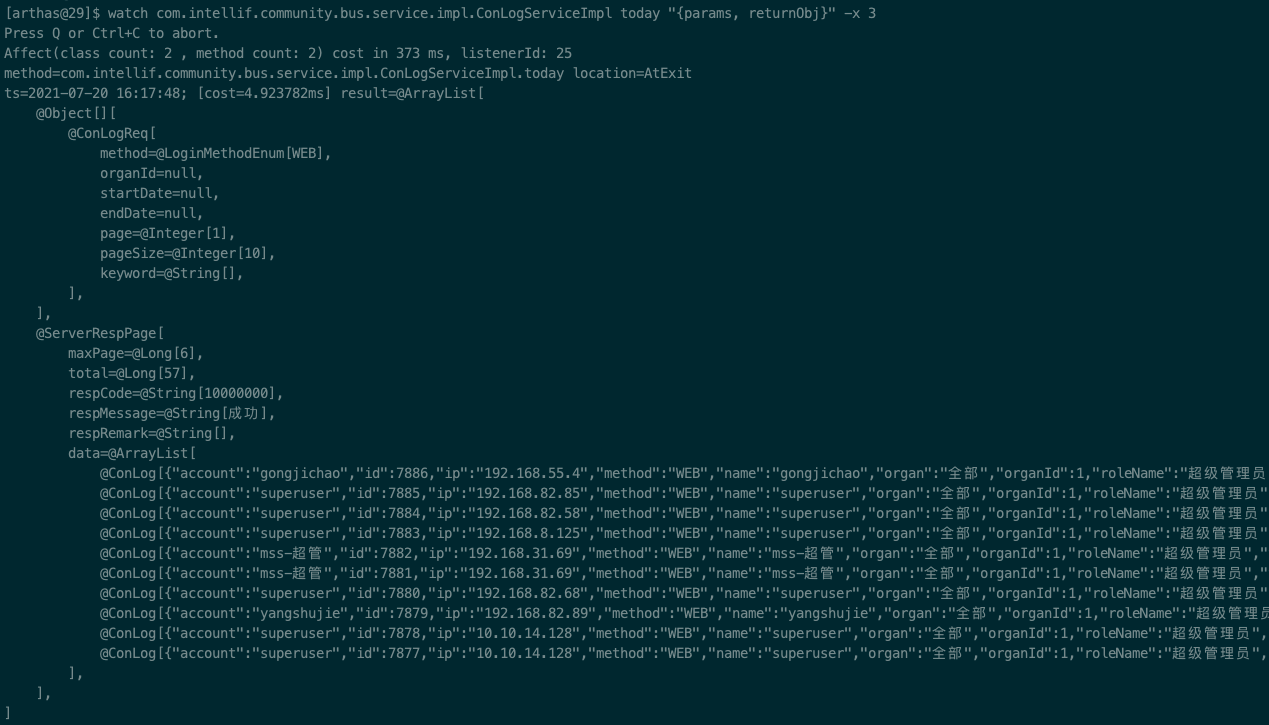 [arthas@29]$ watch com.intellif.community.bus.service.impl.ConLogServiceImpl today "{params, returnObj}" -x 3
Press Q or Ctrl+C to abort.
Affect(class count: 2 , method count: 2) cost in 373 ms, listenerId: 25
method=com.intellif.community.bus.service.impl.ConLogServiceImpl.today location=AtExit
ts=2021-07-20 16:17:48; [cost=4.923782ms] result=@ArrayList[
    @Object[][
        @ConLogReq[
            method=@LoginMethodEnum[WEB],
            organId=null,
            startDate=null,
            endDate=null,
            page=@Integer[1],
            pageSize=@Integer[10],
            keyword=@String[],
        ],
    ],
    @ServerRespPage[
        maxPage=@Long[6],
        total=@Long[57],
        respCode=@String[10000000],
        respMessage=@String[成功],
        respRemark=@String[],
        data=@ArrayList[
            @ConLog[{"account":"gongjichao","id":7886,"ip":"192.168.55.4","method":"WEB","name":"gongjichao","organ":"全部","organId":1,"roleName":"超级管理员
            @ConLog[{"account":"superuser","id":7885,"ip":"192.168.82.85","method":"WEB","name":"superuser","organ":"全部","organId":1,"roleName":"超级管理员"
            @ConLog[{"account":"superuser","id":7884,"ip":"192.168.82.58","method":"WEB","name":"superuser","organ":"全部","organId":1,"roleName":"超级管理员"
            @ConLog[{"account":"superuser","id":7883,"ip":"192.168.8.125","method":"WEB","name":"superuser","organ":"全部","organId":1,"roleName":"超级管理员"
            @ConLog[{"account":"mss-超管","id":7882,"ip":"192.168.31.69","method":"WEB","name":"mss-超管","organ":"全部","organId":1,"roleName":"超级管理员","
            @ConLog[{"account":"mss-超管","id":7881,"ip":"192.168.31.69","method":"WEB","name":"mss-超管","organ":"全部","organId":1,"roleName":"超级管理员","
            @ConLog[{"account":"superuser","id":7880,"ip":"192.168.82.68","method":"WEB","name":"superuser","organ":"全部","organId":1,"roleName":"超级管理员"
            @ConLog[{"account":"yangshujie","id":7879,"ip":"192.168.82.89","method":"WEB","name":"yangshujie","organ":"全部","organId":1,"roleName":"超级管理员
            @ConLog[{"account":"superuser","id":7878,"ip":"10.10.14.128","method":"WEB","name":"superuser","organ":"全部","organId":1,"roleName":"超级管理员",
            @ConLog[{"account":"superuser","id":7877,"ip":"10.10.14.128","method":"WEB","name":"superuser","organ":"全部","organId":1,"roleName":"超级管理员",
        ],
    ],
]